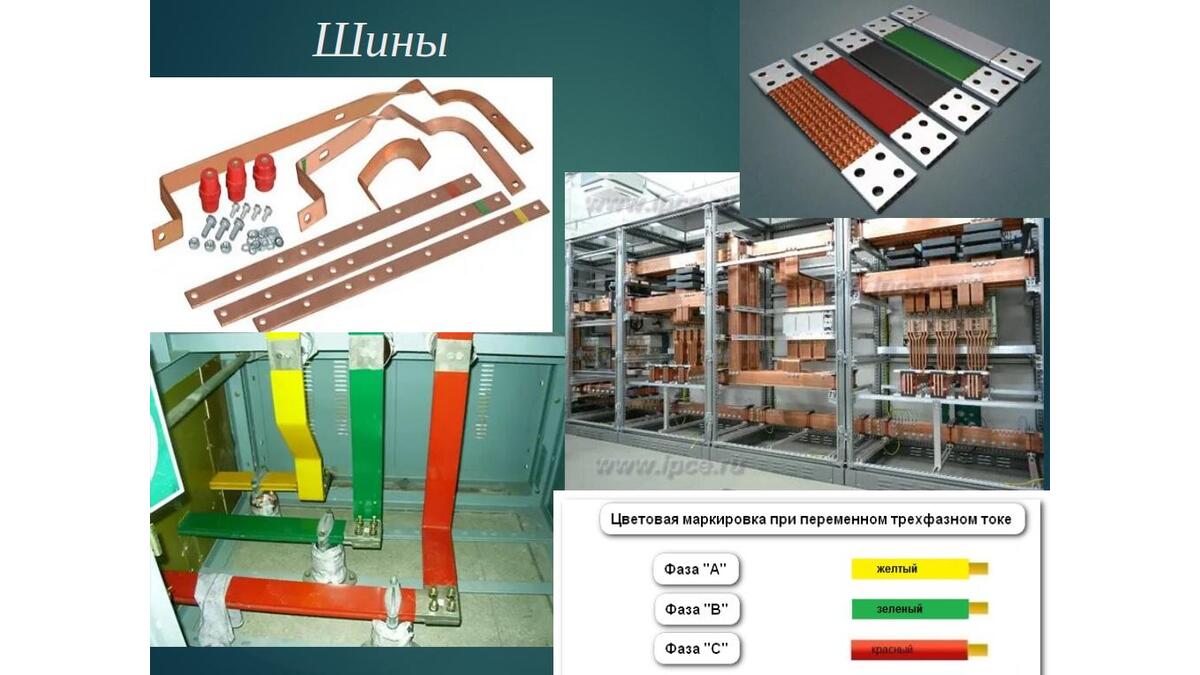 Шины
www.ipce.ru
www.ipce.ru
Цветовая маркировка при переменном трехфазном токе
Фаза "А"
желтый
Фаза "В"
зеленый
Фаза "С"
красный